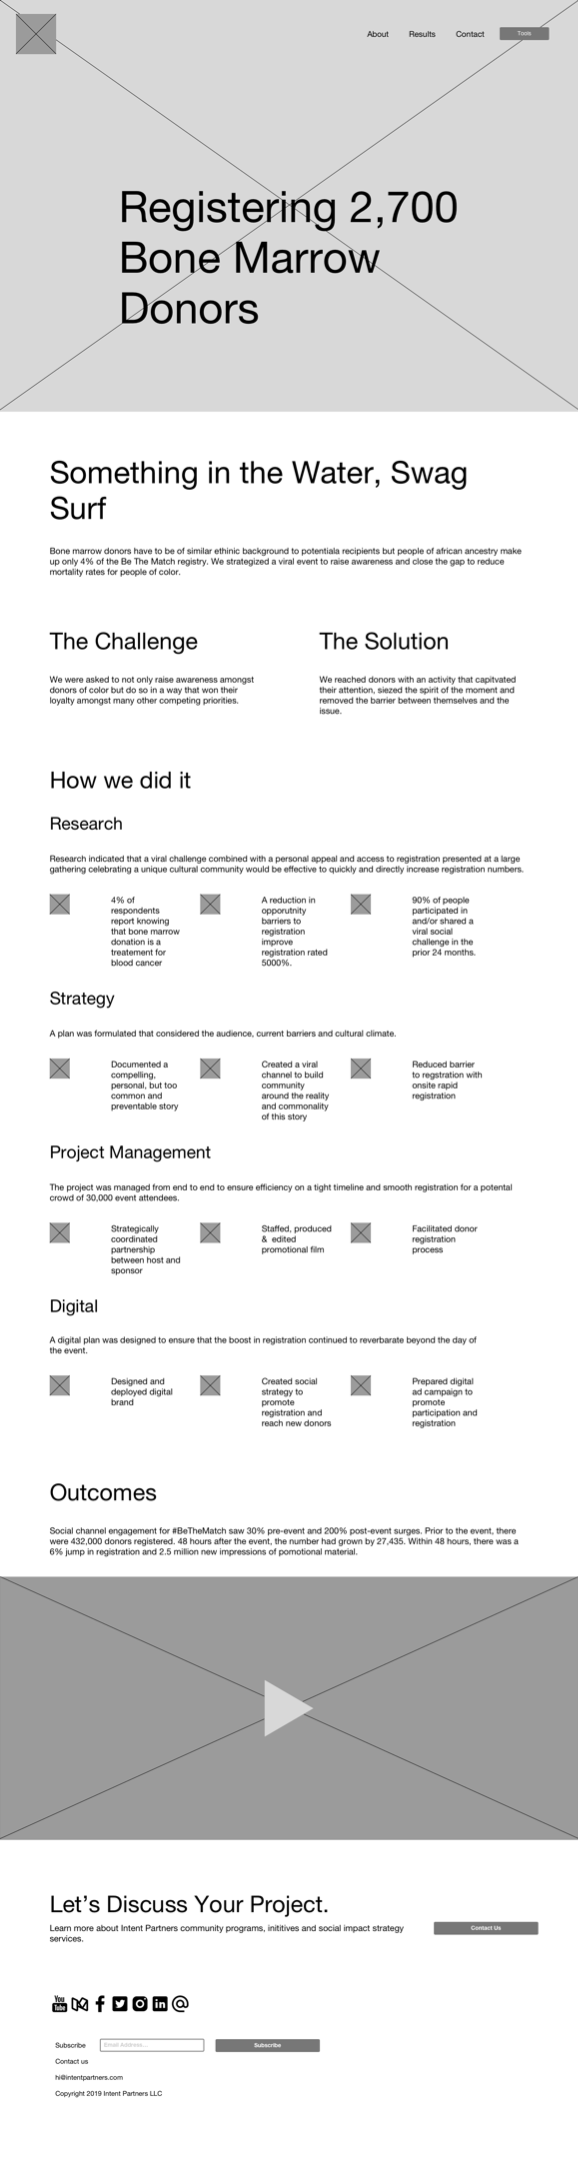 About Results Contact Tools
Registering 2,700
Bone Marrow
Donors
Something in the Water, Swag
Surf
Bone marrow donors have to be of similar ethinic background to potentiala recipients but people of african ancestry make
up only 4% of the Be The Match registry. We strategized a viral event to raise awareness and close the gap to reduce
mortality rates for people of color.
The Challenge
We were asked to not only raise awareness amongst
donors of color but do so in a way that won their
loyalty amongst many other competing priorities.
The Solution
We reached donors with an activity that capitvated
their attention, siezed the spirit of the moment and
removed the barrier between themselves and the
issue.
How we did it
Research
Research indicated that a viral challenge combined with a personal appeal and access to registration presented at a large
gathering celebrating a unique cultural community would be effective to quickly and directly increase registration numbers.
4% of
respondents
report knowing
that bone marrow
donation is a
treatement for
blood cancer
A reduction in
opporutnity
barriers to
registration
improve
registration rated
5000%.
90% of people
participated in
and/or shared a
viral social
challenge in the
prior 24 months.
Strategy
A plan was formulated that considered the audience, current barriers and cultural climate.
Documented a
compelling,
personal, but too
common and
preventable story
Created a viral
channel to build
community
around the reality
and commonality
of this story
Reduced barrier
to regstration with
onsite rapid
registration
Project Management
The project was managed from end to end to ensure efficiency on a tight timeline and smooth registration for a potental
crowd of 30,000 event attendees.
Strategically
coordinated
partnership
between host and
sponsor
Staffed, produced
& edited
promotional film
Facilitated donor
registration
process
Digital
A digital plan was designed to ensure that the boost in registration continued to reverbarate beyond the day of
the event.
Designed and
deployed digital
brand
Created social
strategy to
promote
registration and
reach new donors
Prepared digital
ad campaign to
promote
participation and
registration
Outcomes
Social channel engagement for #BeTheMatch saw 30% pre-event and 200% post-event surges. Prior to the event, there
were 432,000 donors registered. 48 hours after the event, the number had grown by 27,435. Within 48 hours, there was a
6% jump in registration and 2.5 million new impressions of pomotional material.
Let’s Discuss Your Project.
Learn more about Intent Partners community programs, inititives and social impact strategy
services.
Contact Us
You
Tube
Subscribe Email Address... Subscribe
Contact us
hi@intentpartners.com
Copyright 2019 Intent Partners LLC